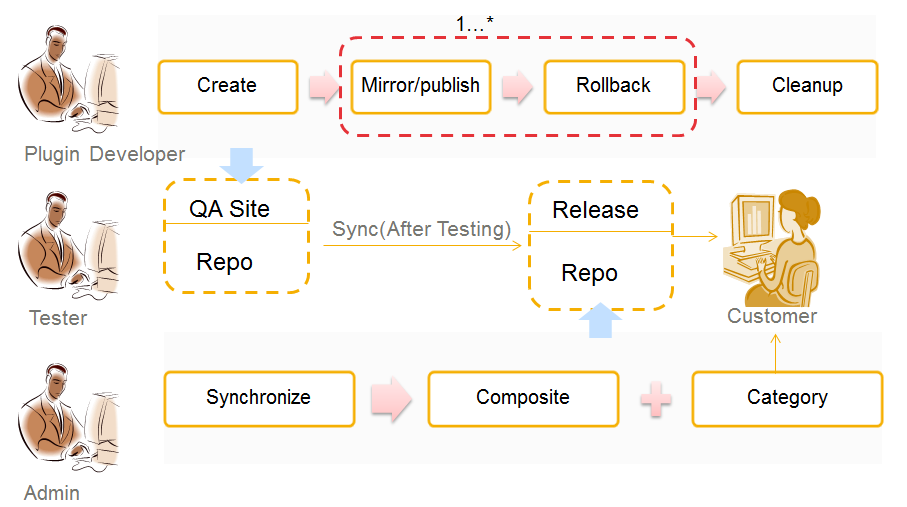 1…*
Create
Mirror/publish
Rollback
Cleanup
Plugin Developer
QA Site
Repo
Sync(After Testing)
Release
Repo
Tester
Customer
Synchronize
Composite
Category
Admin